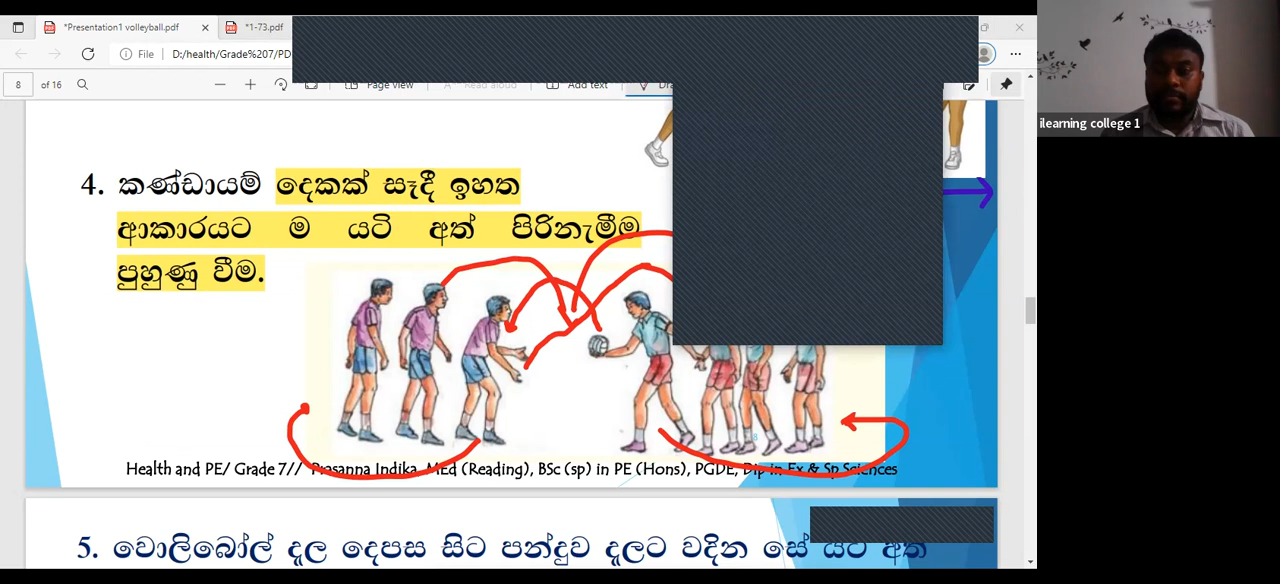 *Presentation1 volleyball.pdf
*1-73.pdf
File D:/health/Grade%207/PD
8 of 16
Page view
Read aloud
Add text
ilearning college 1
4. කණ්ඩායම් දෙකක් සෑදී ඉහත
ආකාරයට ම යටි අත් පිරිනැමීම
පුහුණු වීම.
8
Health and PE/ Grade 7// Prasanna Indika, MEd (Reading), BSc (sp) in PE (Hons), PGDE, Dip in Ex & Sp Sciences
5. වොලිබෝල් දැල දෙපස සිට පන්දුව දැලට වදින සේ යටි අත්